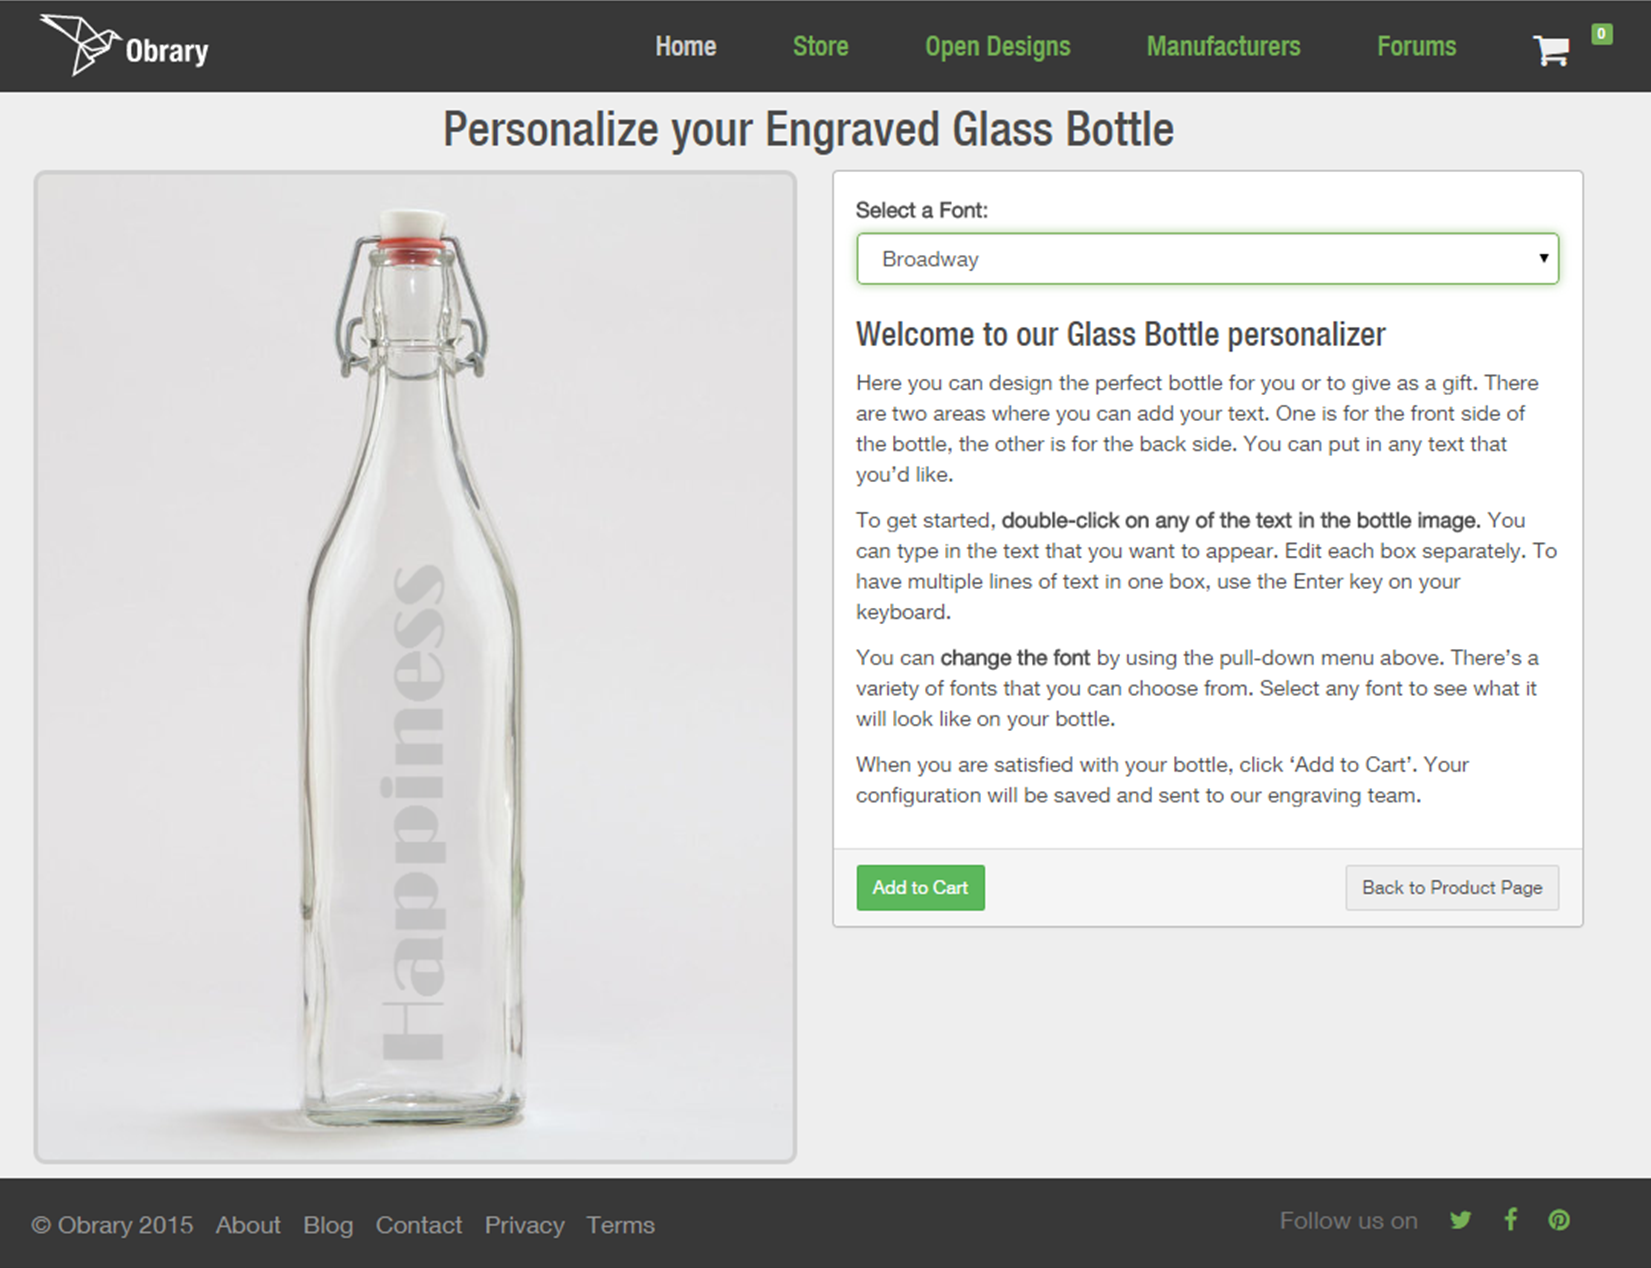 Obrary
Home Store Open Designs Manufacturers Forums 0
Personalize your Engraved Glass Bottle
Happiness
Select a Font:
Broadway
Welcome to our Glass Bottle personalizer
Here you can design the perfect bottle for you or to give as a gift. There
are two areas where you can add your text. One is for the front side of
the bottle, the other is for the back side. You can put in any text that
you’d like.
To get started, double-click on any of the text in the bottle image. You
can type in the text that you want to appear. Edit each box separately. To
have multiple lines of text in one box, use the Enter key on your
keyboard.
You can change the font by using the pull-down menu above. There’s a
variety of fonts that you can choose from. Select any font to see what it
will look like on your bottle.
When you are satisfied with your bottle, click ‘Add to Cart’. Your
configuration will be saved and sent to our engraving team.
Add to Cart
Back to Product Page
© Obrary 2015 About Blog Contact Privacy Terms
Follow us on